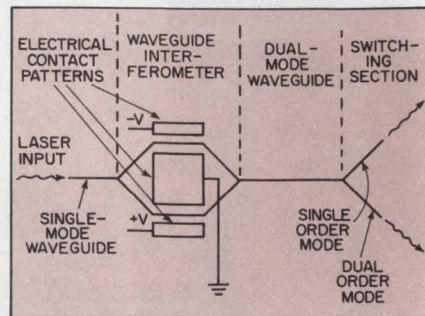 ELECTRICAL
CONTACT
PATTERNS
WAVEGUIDE
INTER-
FEROMETER
DUAL-
MODE
WAVEGUIDE
SWITCH-
ING
SECTION
-V
LASER
INPUT
+V
SINGLE-
MODE
WAVEGUIDE
SINGLE
ORDER
MODE
DUAL
ORDER
MODE